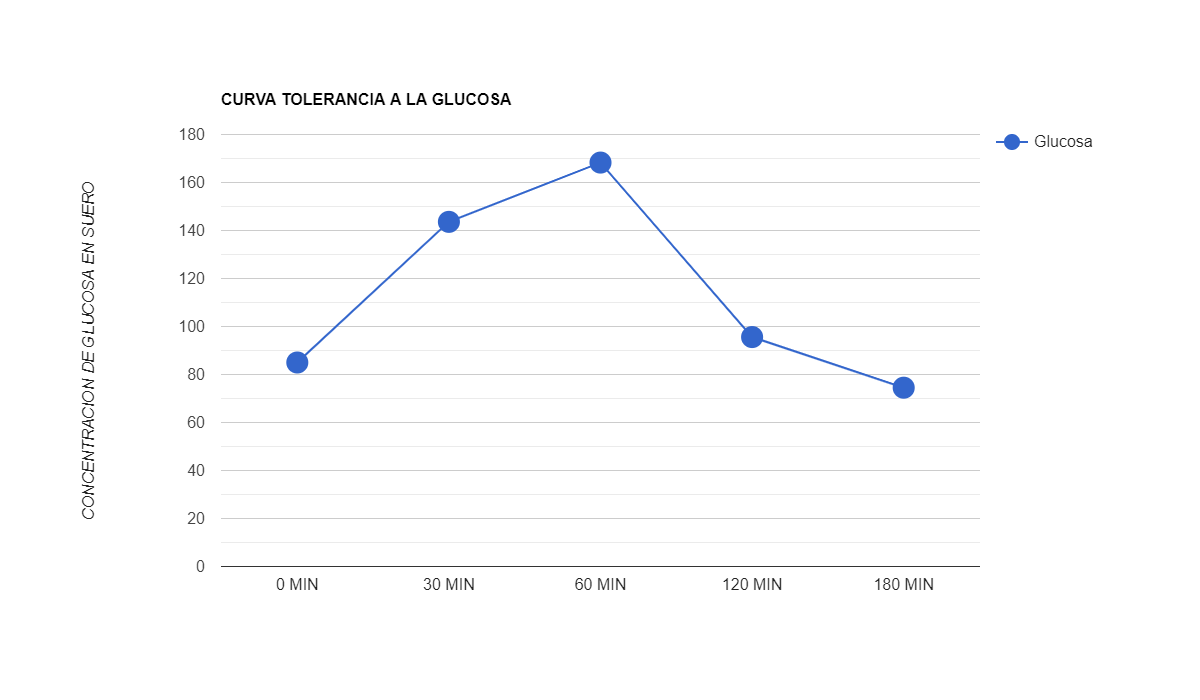 CURVA TOLERANCIA A LA GLUCOSA
Glucosa
CONCENTRACION DE GLUCOSA EN SUERO
180
160
140
120
100
80
60
40
20
0
0 MIN
30 MIN
60 MIN
120 MIN
180 MIN